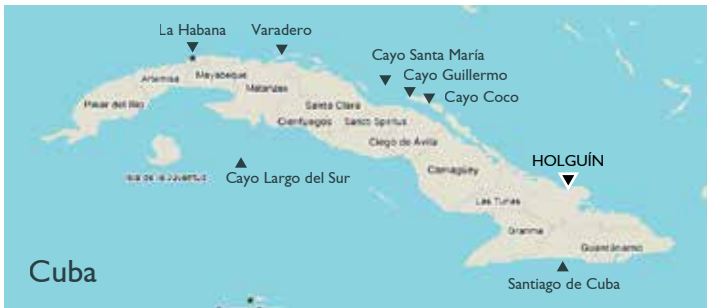 La Habana
Varadero
Cayo Santa María
Cayo Guillermo
Cayo Coco
Artemisa
Mayabeque
Matanzas
Pinar del Río
Santa Clara
Cienfuegos
Sancti Spiritus
Ciego de Ávila
HOLGUÍN
Isla de la Juventud
Cayo Largo del Sur
Camagüey
Las Tunas
Granma
Guantánamo
Cuba
Santiago de Cuba